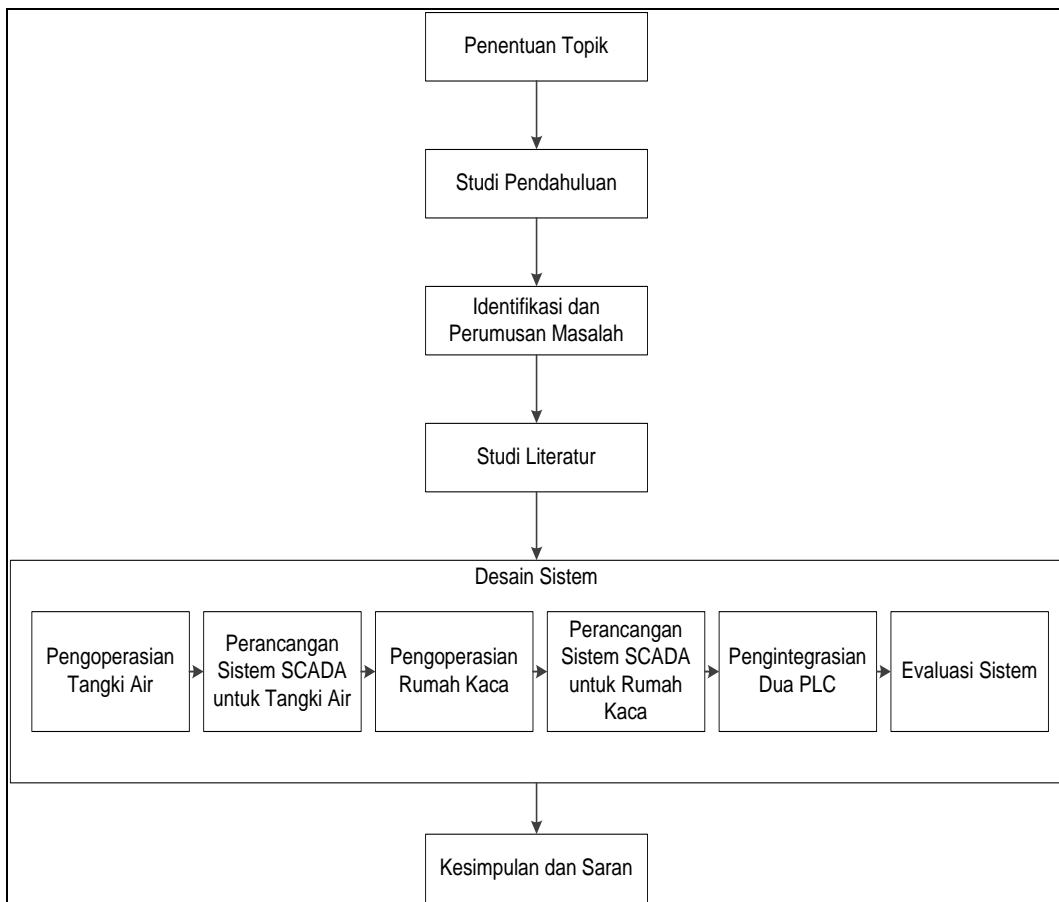 Penentuan Topik
Studi Pendahuluan
Identifikasi dan
Perumusan Masalah
Studi Literatur
Desain Sistem
Pengoperasian
Tangki Air
Perancangan
Sistem SCADA
untuk Tangki Air
Pengoperasian
Rumah Kaca
Perancangan
Sistem SCADA
untuk Rumah
Kaca
Pengintegrasian
Dua PLC
Evaluasi Sistem
Kesimpulan dan Saran